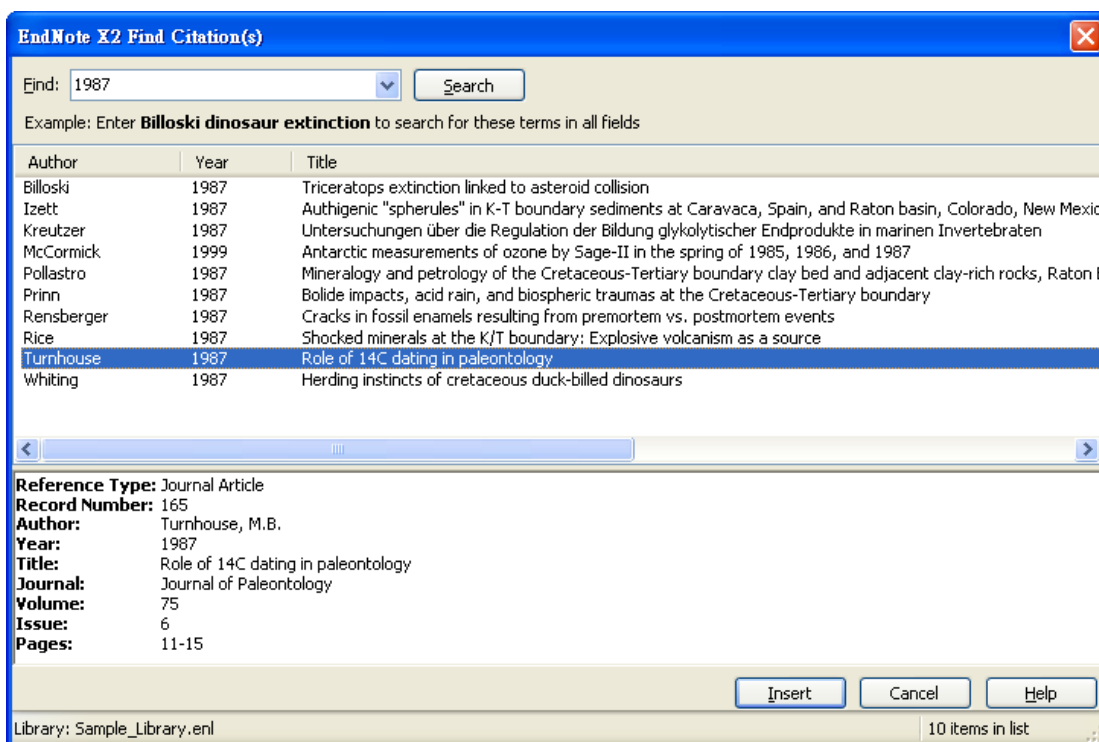 EndNote X2 Find Citation(s)
Find: 1987 Search
Example: Enter Billoski dinosaur extinction to search for these terms in all fields
Author Year Title
Billoski 1987 Triceratops extinction linked to asteroid collision
Izett 1987 Authigenic "spherules" in K-T boundary sediments at Caravaca, Spain, and Raton basin, Colorado, New Mexic
Kreutzer 1987 Untersuchungen über die Regulation der Bildung glykolytischer Endprodukte in marinen Invertebraten
McCormick 1999 Antarctic measurements of ozone by Sage-II in the spring of 1985, 1986, and 1987
Pollastro 1987 Mineralogy and petrology of the Cretaceous-Tertiary boundary clay bed and adjacent clay-rich rocks, Raton
Prinn 1987 Bolide impacts, acid rain, and biospheric traumas at the Cretaceous-Tertiary boundary
Rensberger 1987 Cracks in fossil enamels resulting from premortem vs. postmortem events
Rice 1987 Shocked minerals at the K/T boundary: Explosive volcanism as a source
Turnhouse 1987 Role of 14C dating in paleontology
Whiting 1987 Herding instincts of cretaceous duck-billed dinosaurs
Reference Type: Journal Article
Record Number: 165
Author: Turnhouse, M.B.
Year: 1987
Title: Role of 14C dating in paleontology
Journal: Journal of Paleontology
Volume: 75
Issue: 6
Pages: 11-15
Insert Cancel Help
Library: Sample_Library.enl 10 items in list